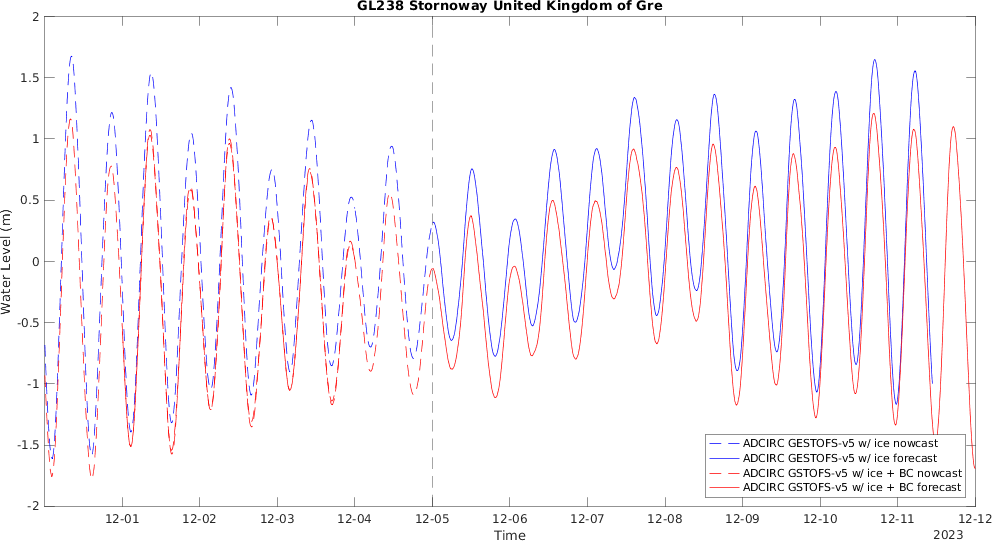 GL238 Stornoway United Kingdom of Gre
2
1.5
1
0.5
0
-0.5
-1
-1.5
-2
Water Level (m)
12-01 12-02 12-03 12-04 12-05 12-06 12-07 12-08 12-09 12-10 12-11 12-12
Time
2023
ADCIRC GESTOFS-v5 w/ ice nowcast
ADCIRC GESTOFS-v5 w/ ice forecast
ADCIRC GSTOFS-v5 w/ ice + BC nowcast
ADCIRC GSTOFS-v5 w/ ice + BC forecast